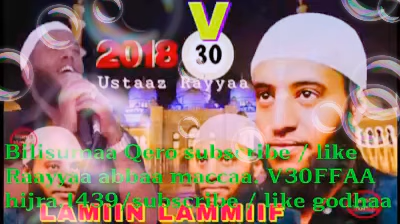 V
2018
30
Ustaaz Rayyaa
Bilisumaa Qero subscribe / like
Raayyaa abbaa maccaa. V30FFAA
hijra 1439/subscribe / like godhaa
LAMIIN LAMMIIF